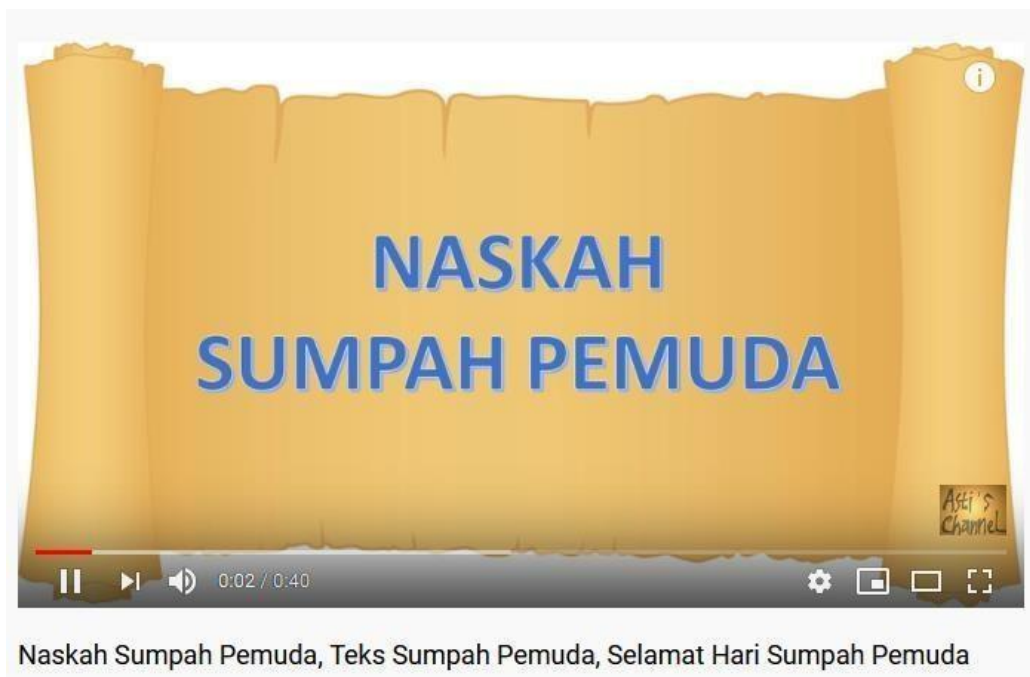 i
NASKAH
SUMPAH PEMUDA
Asti's
Channel
0:02 / 0:40
Naskah Sumpah Pemuda, Teks Sumpah Pemuda, Selamat Hari Sumpah Pemuda